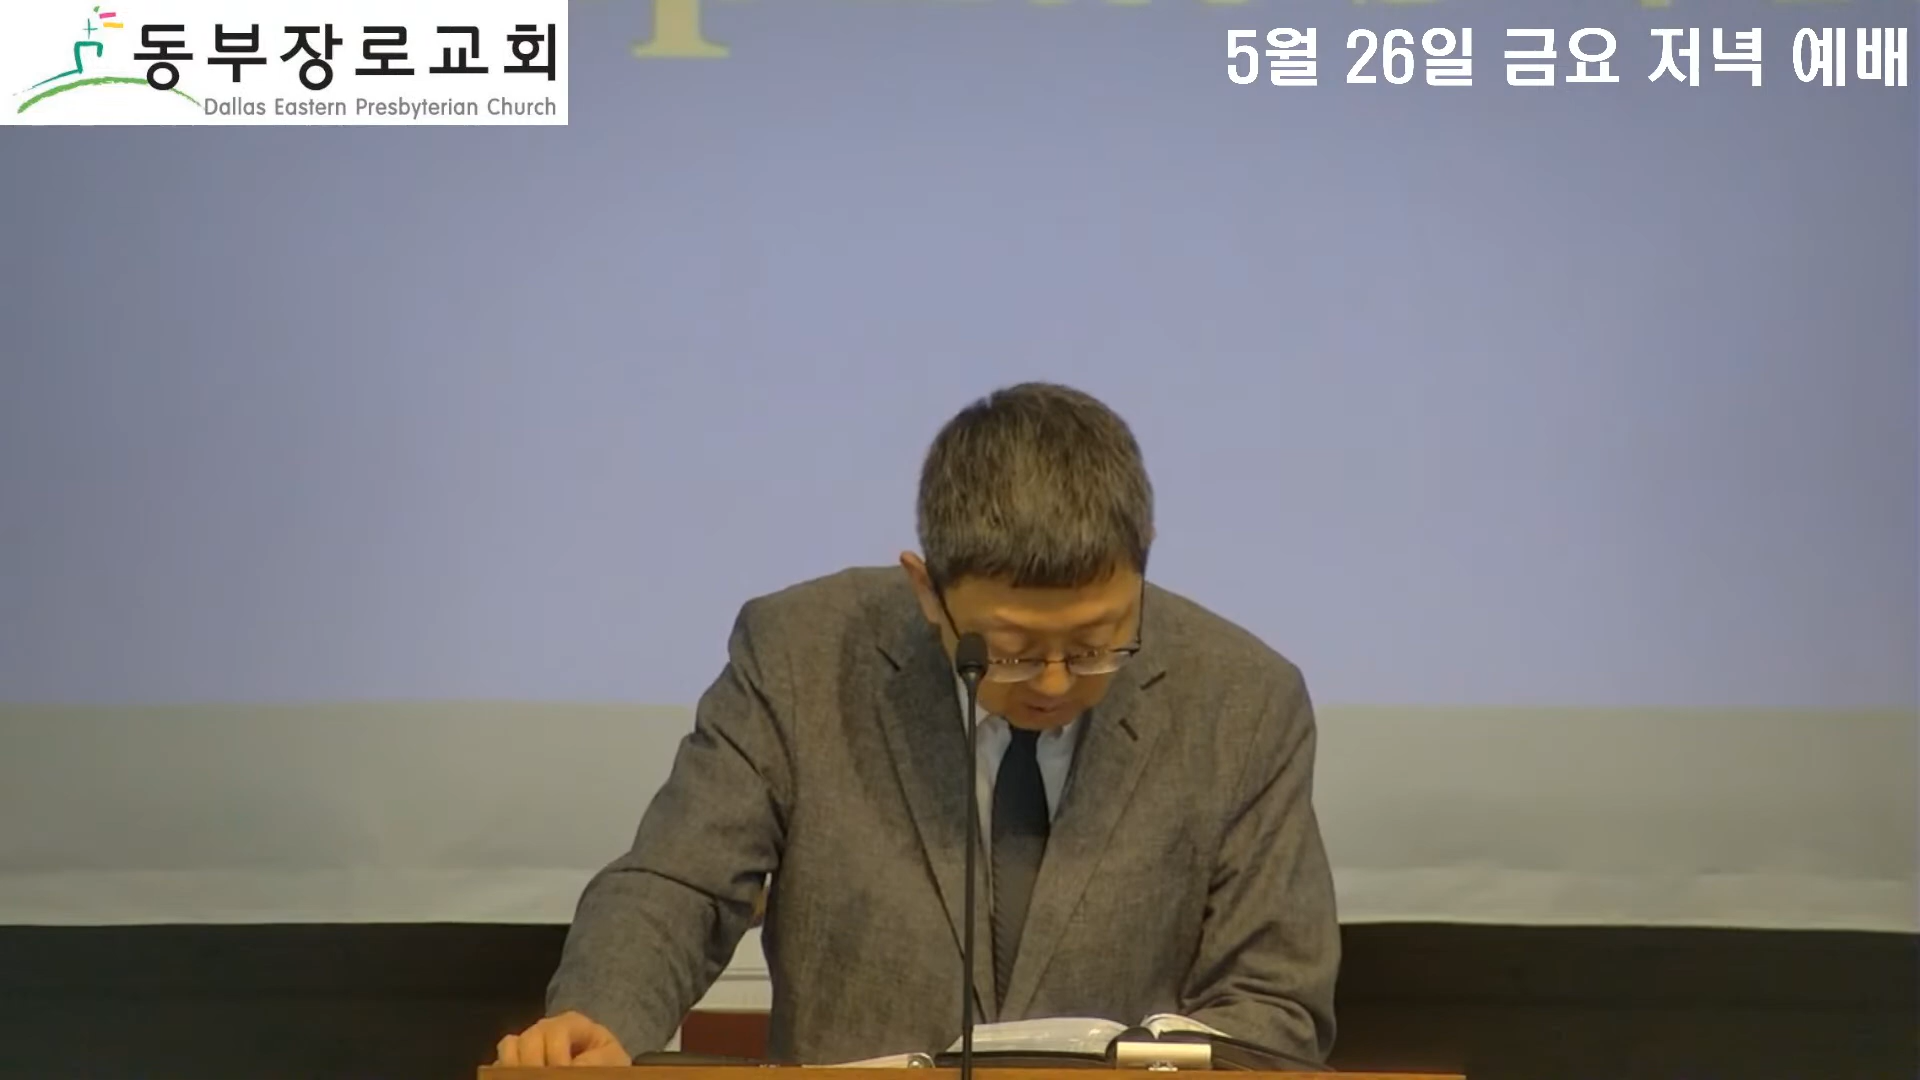 동부장로교회
Dallas Eastern Presbyterian Church
5월 26일 금요 저녁 예배